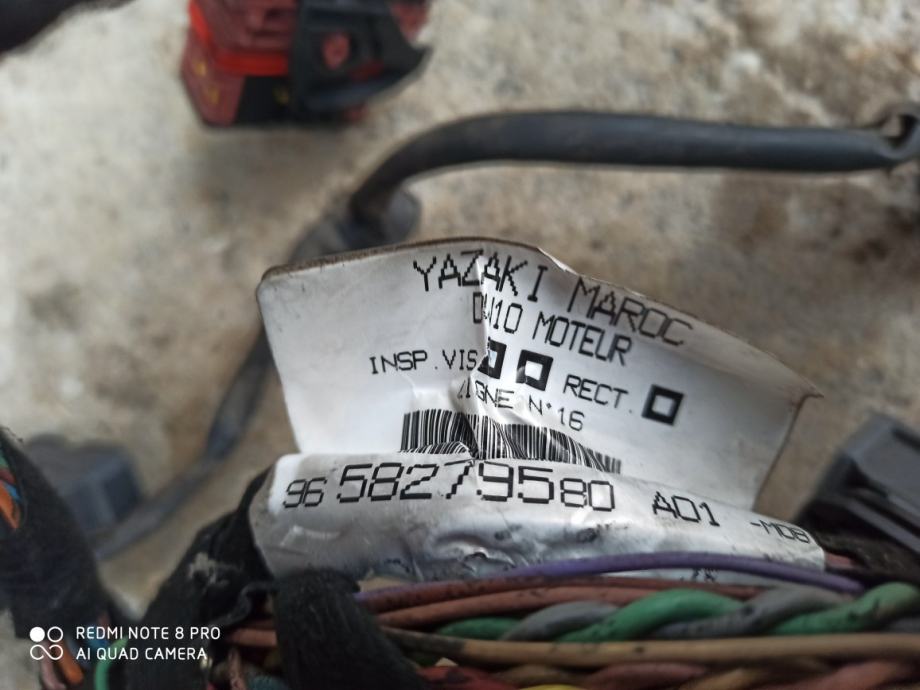 YAZAKI MAROC
DW10 MOTEUR
INSP.VIS RECT.
LIGNE N°16
96 58279580 A01 -MDB
REDMI NOTE 8 PRO
AI QUAD CAMERA